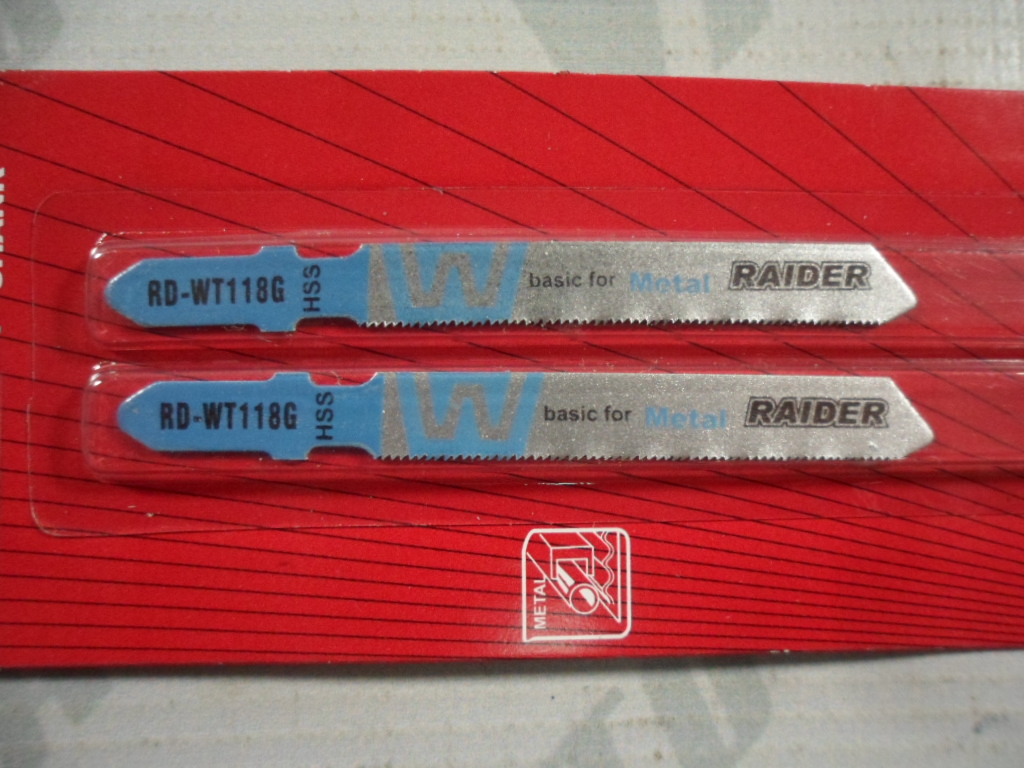 RD-WT118G HSS W basic for Metal RAIDER
RD-WT118G HSS W basic for Metal RAIDER
METAL